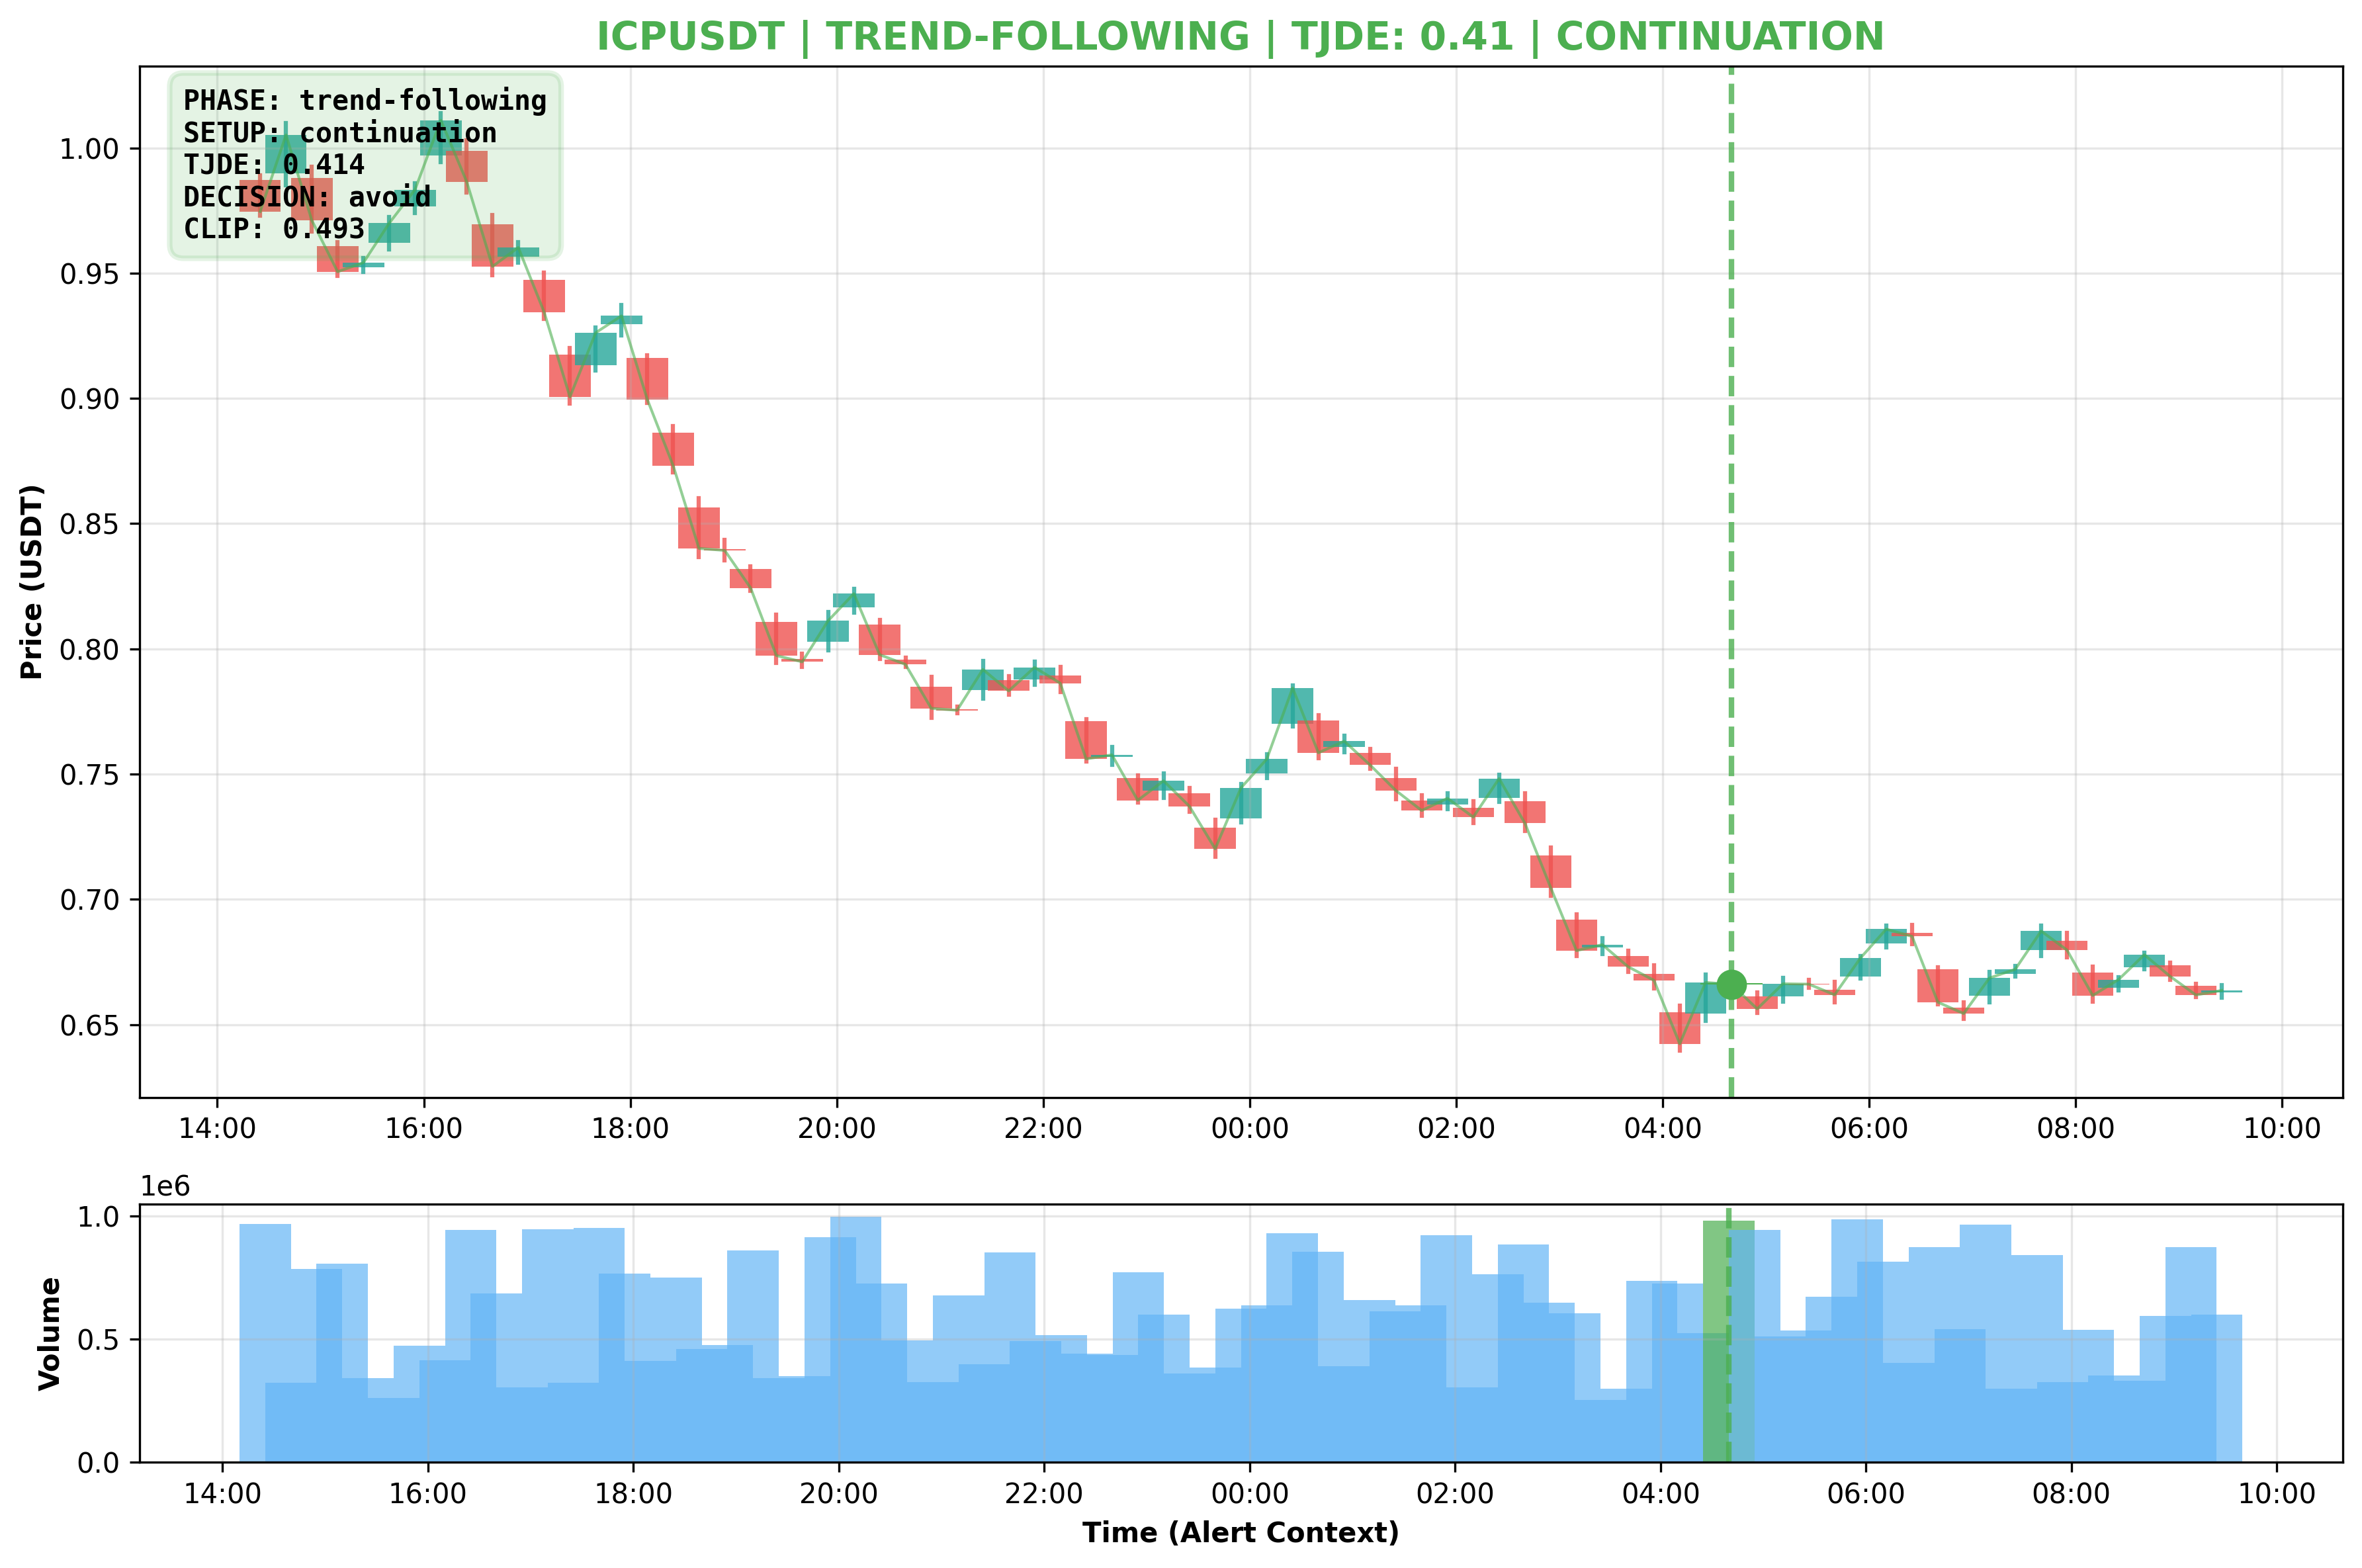 ICPUSDT | TREND-FOLLOWING | TJDE: 0.41 | CONTINUATION
PHASE: trend-following
SETUP: continuation
TJDE: 0.414
DECISION: avoid
CLIP: 0.493
Price (USDT)
1.00
0.95
0.90
0.85
0.80
0.75
0.70
0.65
14:00 16:00 18:00 20:00 22:00 00:00 02:00 04:00 06:00 08:00 10:00
1e6
Volume
1.0
0.5
0.0
14:00 16:00 18:00 20:00 22:00 00:00 02:00 04:00 06:00 08:00 10:00
Time (Alert Context)